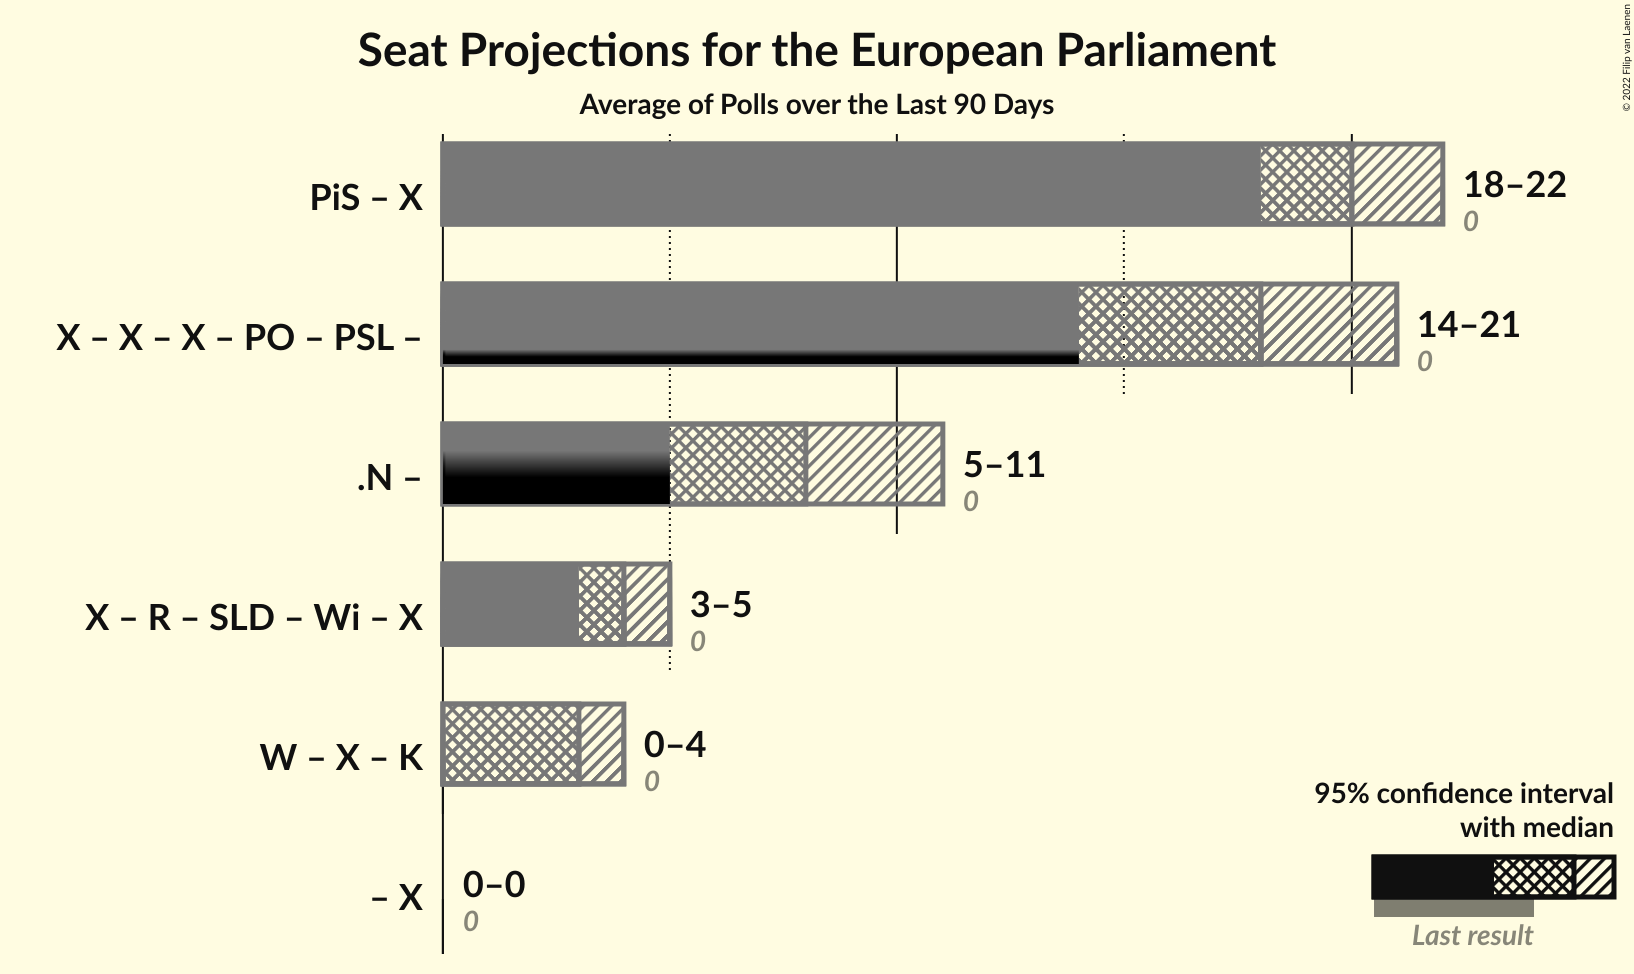 Seat Projections for the European Parliament
Average of Polls over the Last 90 Days
© 2022 Filip van Laenen
PiS – X
18–22
0
X – X – X – PO – PSL –
14–21
0
.N –
5–11
0
X – R – SLD – Wi – X
3–5
0
W – X – K
0–4
0
– X
0–0
0
95% confidence interval
with median
Last result